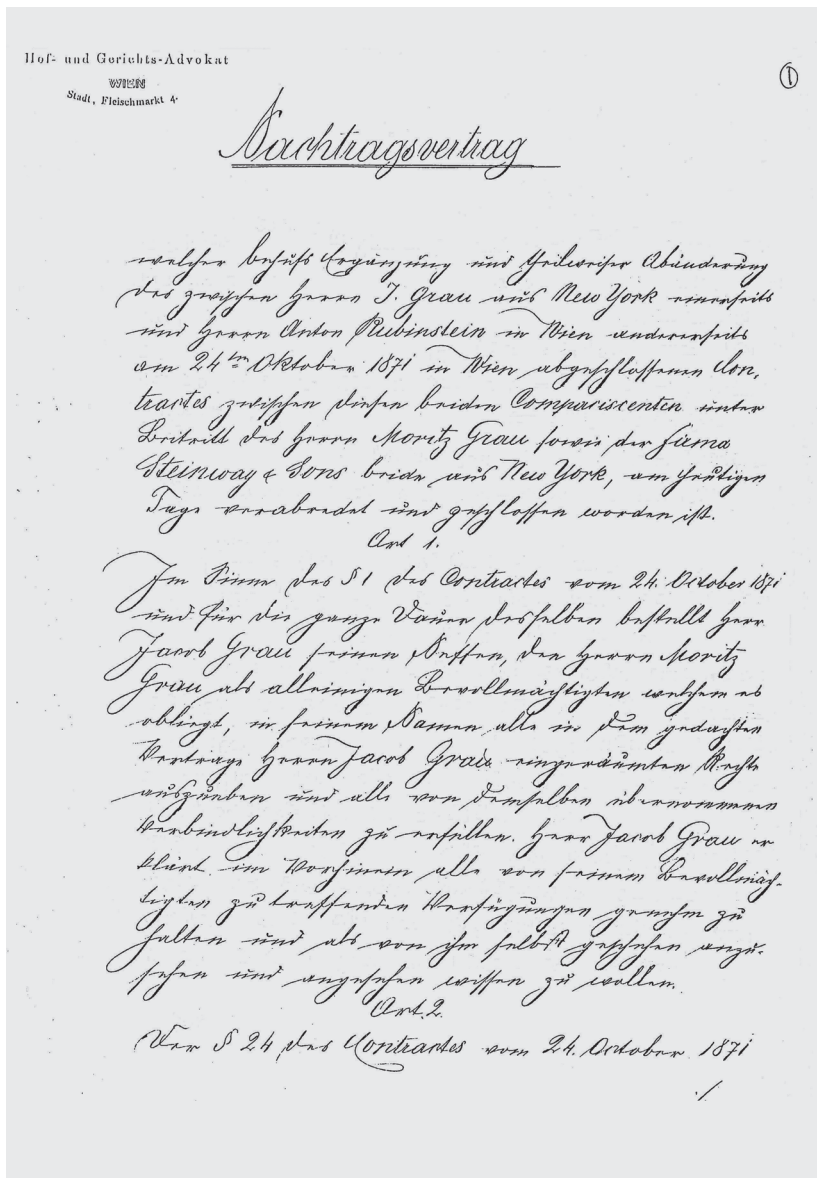 Hof- und Gerichts-Advokat
WIEN
Stadt, Fleischmarkt 4.
I
Nachtragsvertrag
welcher behufs Ergänzung und theilweiser Abänderung
des zwischen Herrn J. Grau aus New York einerseits
und Herrn Anton Rubinstein in Wien andererseits
am 24ten Oktober 1871 in Wien abgeschlossenen Con,
tractes zwischen diesen beiden Compariscenten unter
Beitritt des Herrn Moritz Grau sowie der Firma
Steinway & Sons beide aus New York, am heutigen
Tage verabredet und geschlossen worden ist.
Art 1.
Im Sinne des § 1 des Contractes vom 24. October 1871
und für die ganze Dauer desselben bestellt Herr
Jacob Grau seinen Neffen, den Herrn Moritz
Grau als alleinigen Bevollmächtigten welchem es
obliegt, in seinem Namen alle in dem gedachten
Vertrage Herrn Jacob Grau eingeräumten Rechte
auszuüben und alle von demselben übernommenen
Verbindlichkeiten zu erfüllen. Herr Jacob Grau er
klärt im Vorhinein alle von seinem Bevollmäch-
tigten zu treffenden Verfügungen genehm zu
halten und als von ihm selbst geschehen anzu-
sehen und angesehen wissen zu wollen.
Art. 2.
Der § 24 des Contractes vom 24. October 1871
./